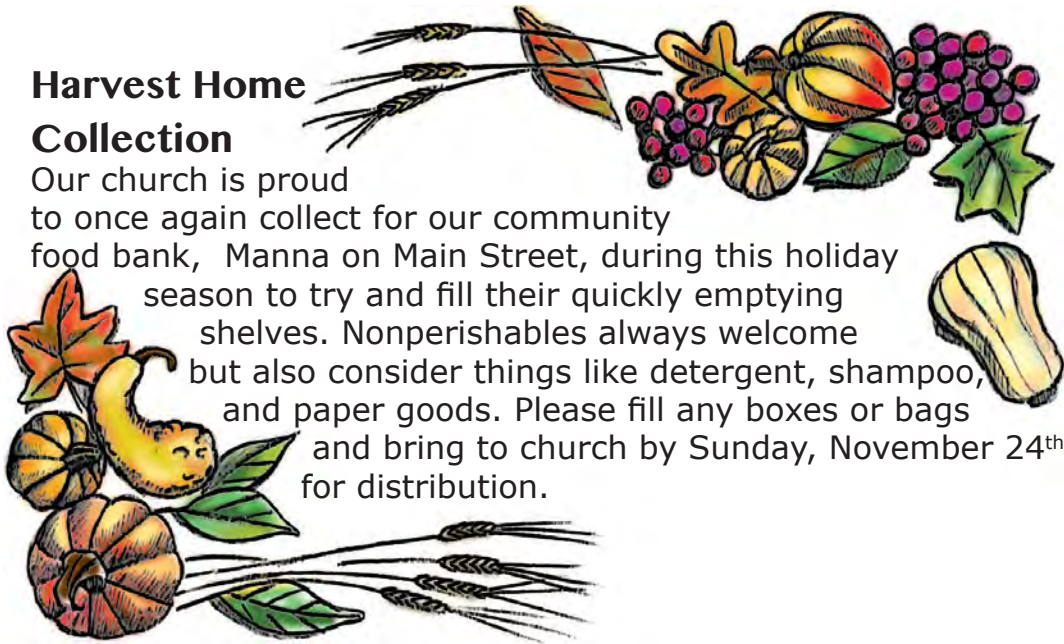 Harvest Home
Collection
Our church is proud
to once again collect for our community
food bank,  Manna on Main Street, during this holiday
season to try and fill their quickly emptying
shelves. Nonperishables always welcome
but also consider things like detergent, shampoo,
and paper goods. Please fill any boxes or bags
and bring to church by Sunday, November 24th
for distribution.